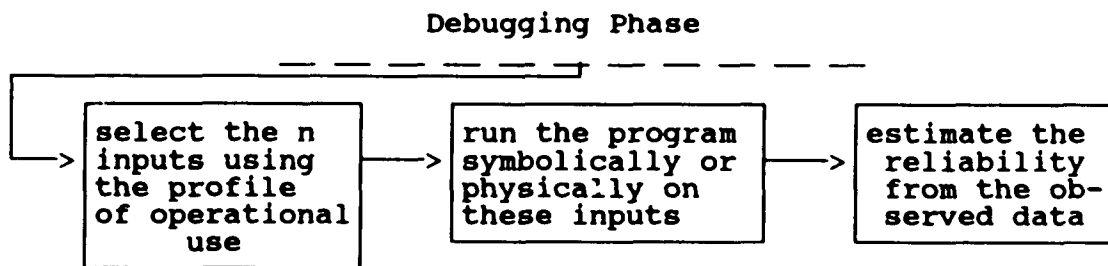 Debugging Phase
select the n
inputs using
the profile
of operational
use
run the program
symbolically or
physically on
these inputs
estimate the
reliability
from the ob-
served data